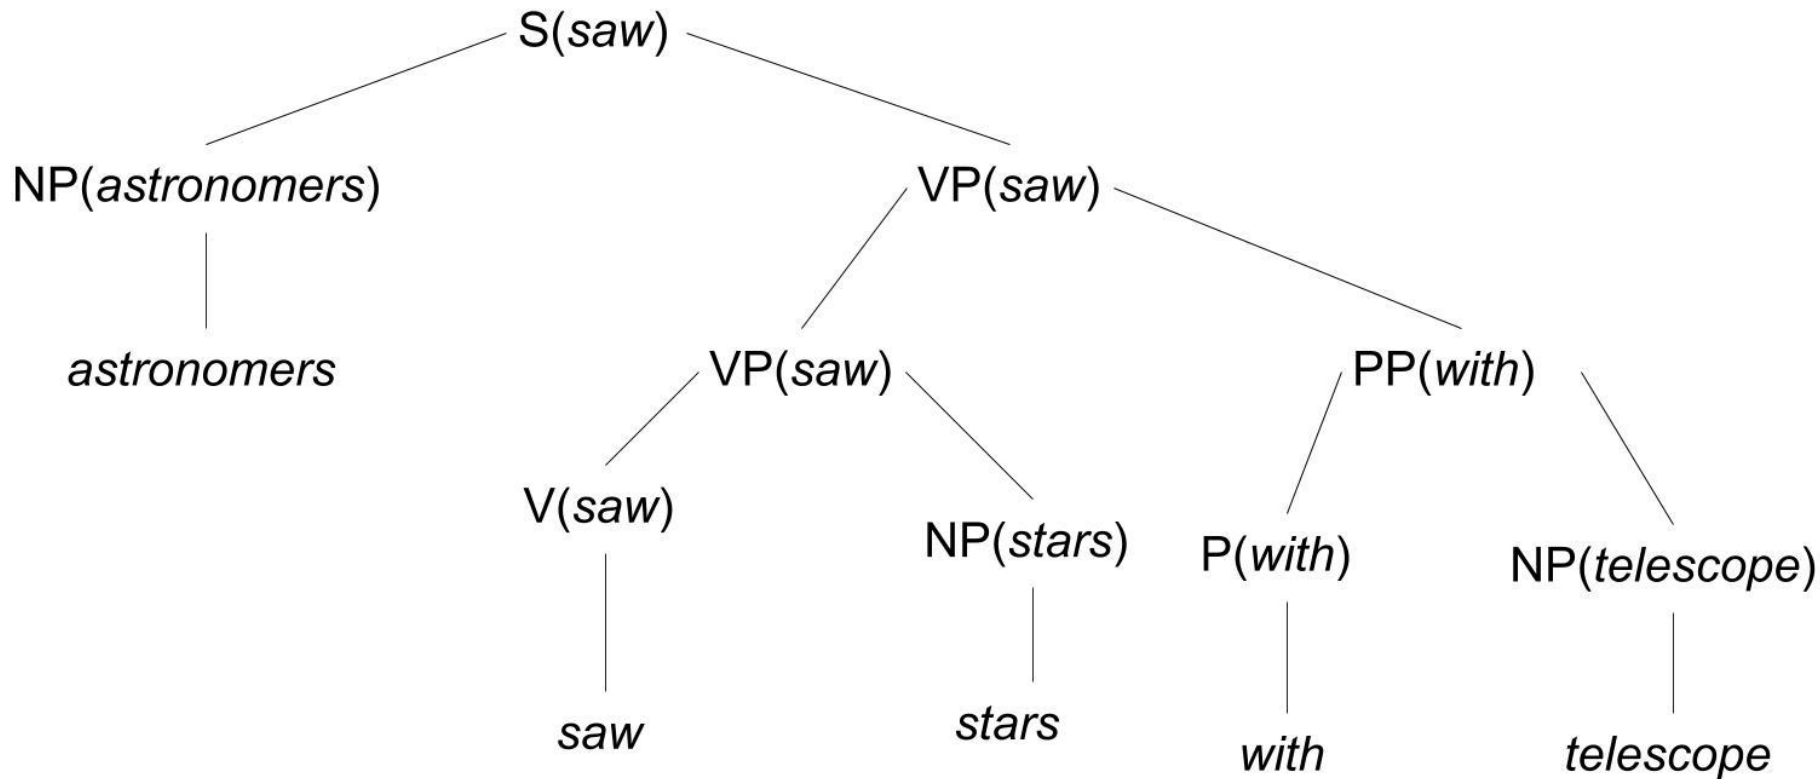 S(saw)
NP(astronomers) VP(saw)
astronomers VP(saw) PP(with)
V(saw) NP(stars) P(with) NP(telescope)
saw stars with telescope